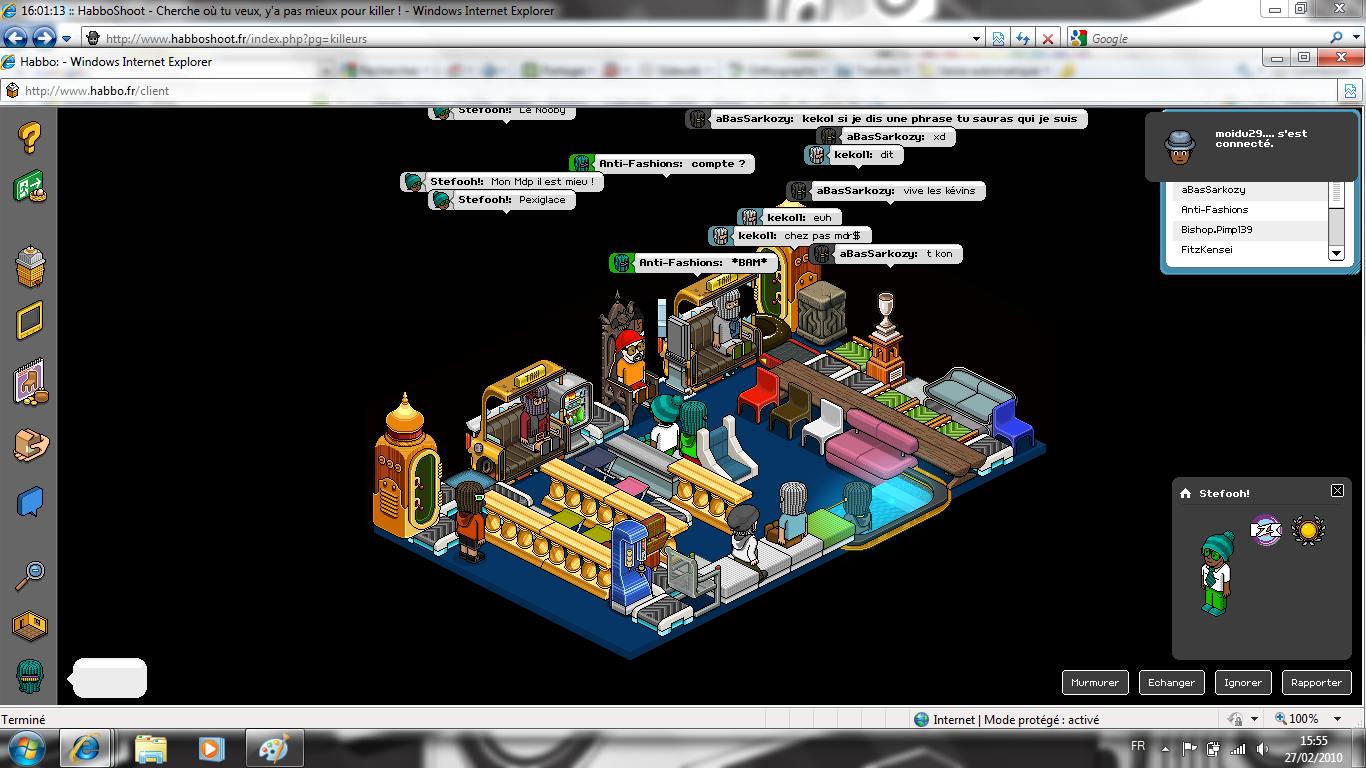 16:01:13 :: HabboShoot - Cherche où tu veux, y'a pas mieux pour killer ! - Windows Internet Explorer
http://www.habboshoot.fr/index.php?pg=killeurs
Google
Habbo: - Windows Internet Explorer
http://www.habbo.fr/client
Stefooh!: Le Nooby
aBasSarkozy: kekol si je dis une phrase tu sauras qui je suis
aBasSarkozy: xd
kekol1: dit
Anti-Fashions: compte ?
Stefooh!: Mon Mdp il est mieu !
aBasSarkozy: vive les kévins
Stefooh!: Pexiglace
kekol1: euh
kekol1: chez pas mdr$
aBasSarkozy: t kon
Anti-Fashions: *BAM*
moidu29.... s'est
connecté.
aBasSarkozy
Anti-Fashions
Bishop.Pimp139
FitzKensei
TAXI
TAXI
Stefooh!
Murmurer
Echanger
Ignorer
Rapporter
Terminé
Internet | Mode protégé : activé
100%
FR
15:55
27/02/2010